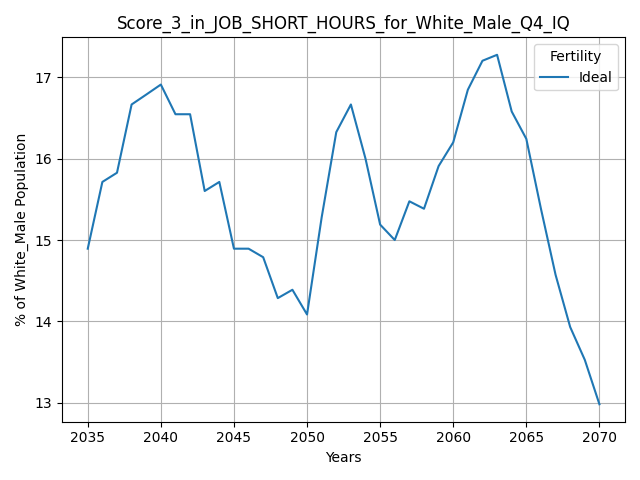 Score_3_in_JOB_SHORT_HOURS_for_White_Male_Q4_IQ
Fertility
Ideal
% of White_Male Population
17
16
15
14
13
2035 2040 2045 2050 2055 2060 2065 2070
Years